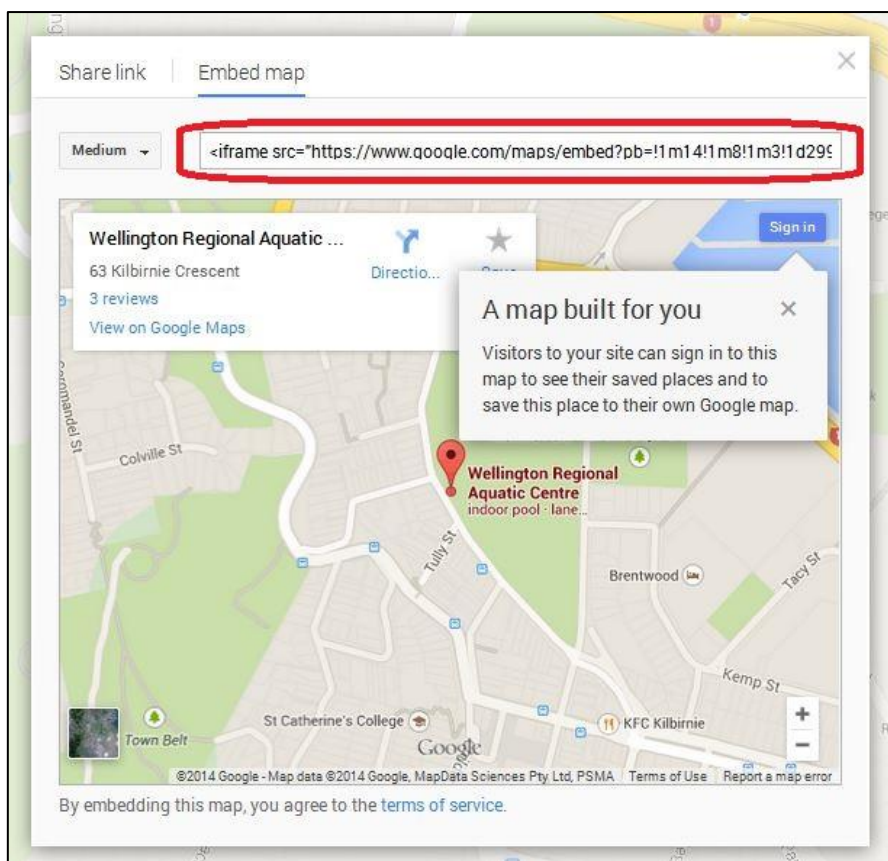 Share link
Embed map
Medium
<iframe src="https://www.google.com/maps/embed?pb=!1m14!1m8!1m3!1d299
Wellington Regional Aquatic ...
63 Kilbirnie Crescent
3 reviews
View on Google Maps
Directio...
Sign in
A map built for you
Visitors to your site can sign in to this
map to see their saved places and to
save this place to their own Google map.
Coromandel St
Colville St
Wellington Regional
Aquatic Centre
indoor pool - lane...
Tully St
Brentwood
Tacy St
Kemp St
St Catherine's College
KFC Kilbirnie
Town Belt
Google
+
−
©2014 Google - Map data ©2014 Google, MapData Sciences Pty Ltd, PSMA
Terms of Use
Report a map error
By embedding this map, you agree to the terms of service.